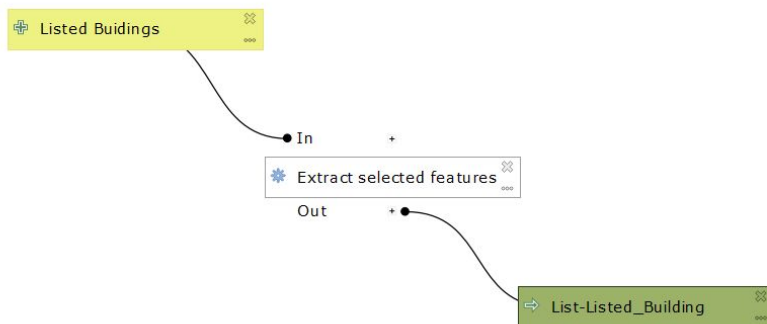 Listed Buidings
In
Extract selected features
Out
List-Listed_Building